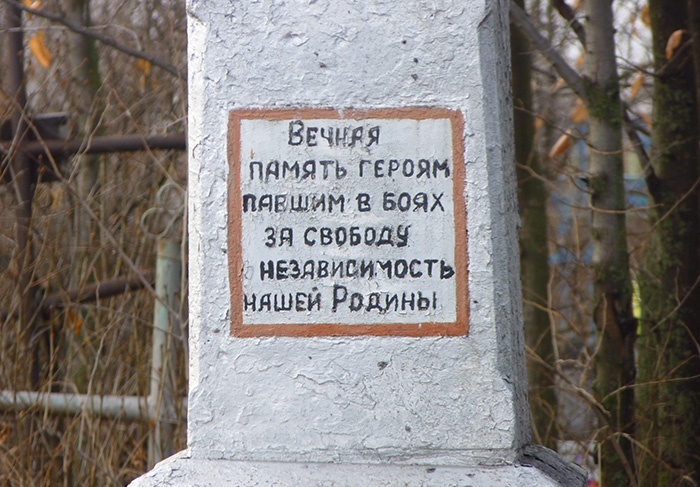 Вечная
память героям
павшим в боях
за свободу
независимость
нашей Родины